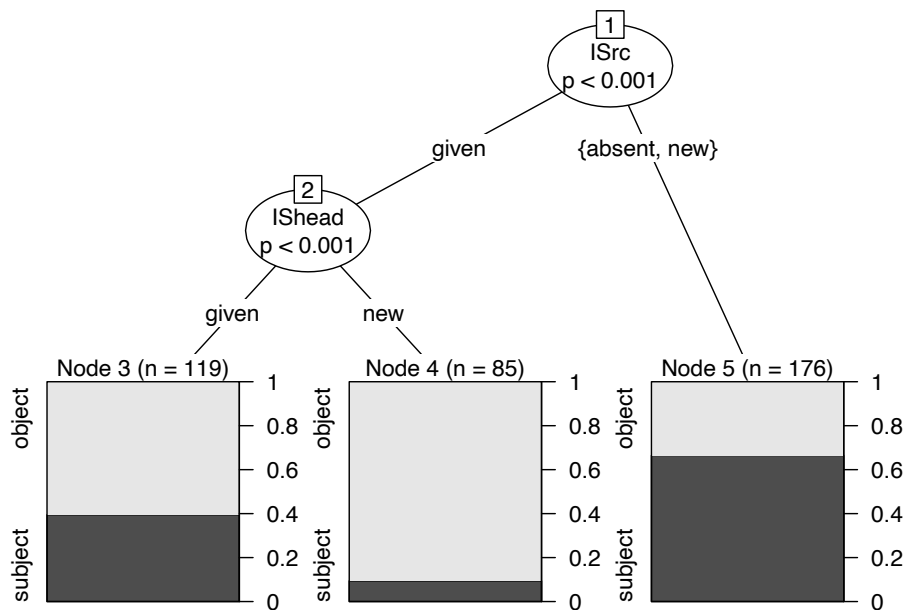 1
ISrc
p < 0.001
given
{absent, new}
2
IShead
p < 0.001
given
new
Node 3 (n = 119)
subject
object
0
0.2
0.4
0.6
0.8
1
Node 4 (n = 85)
subject
object
0
0.2
0.4
0.6
0.8
1
Node 5 (n = 176)
subject
object
0
0.2
0.4
0.6
0.8
1